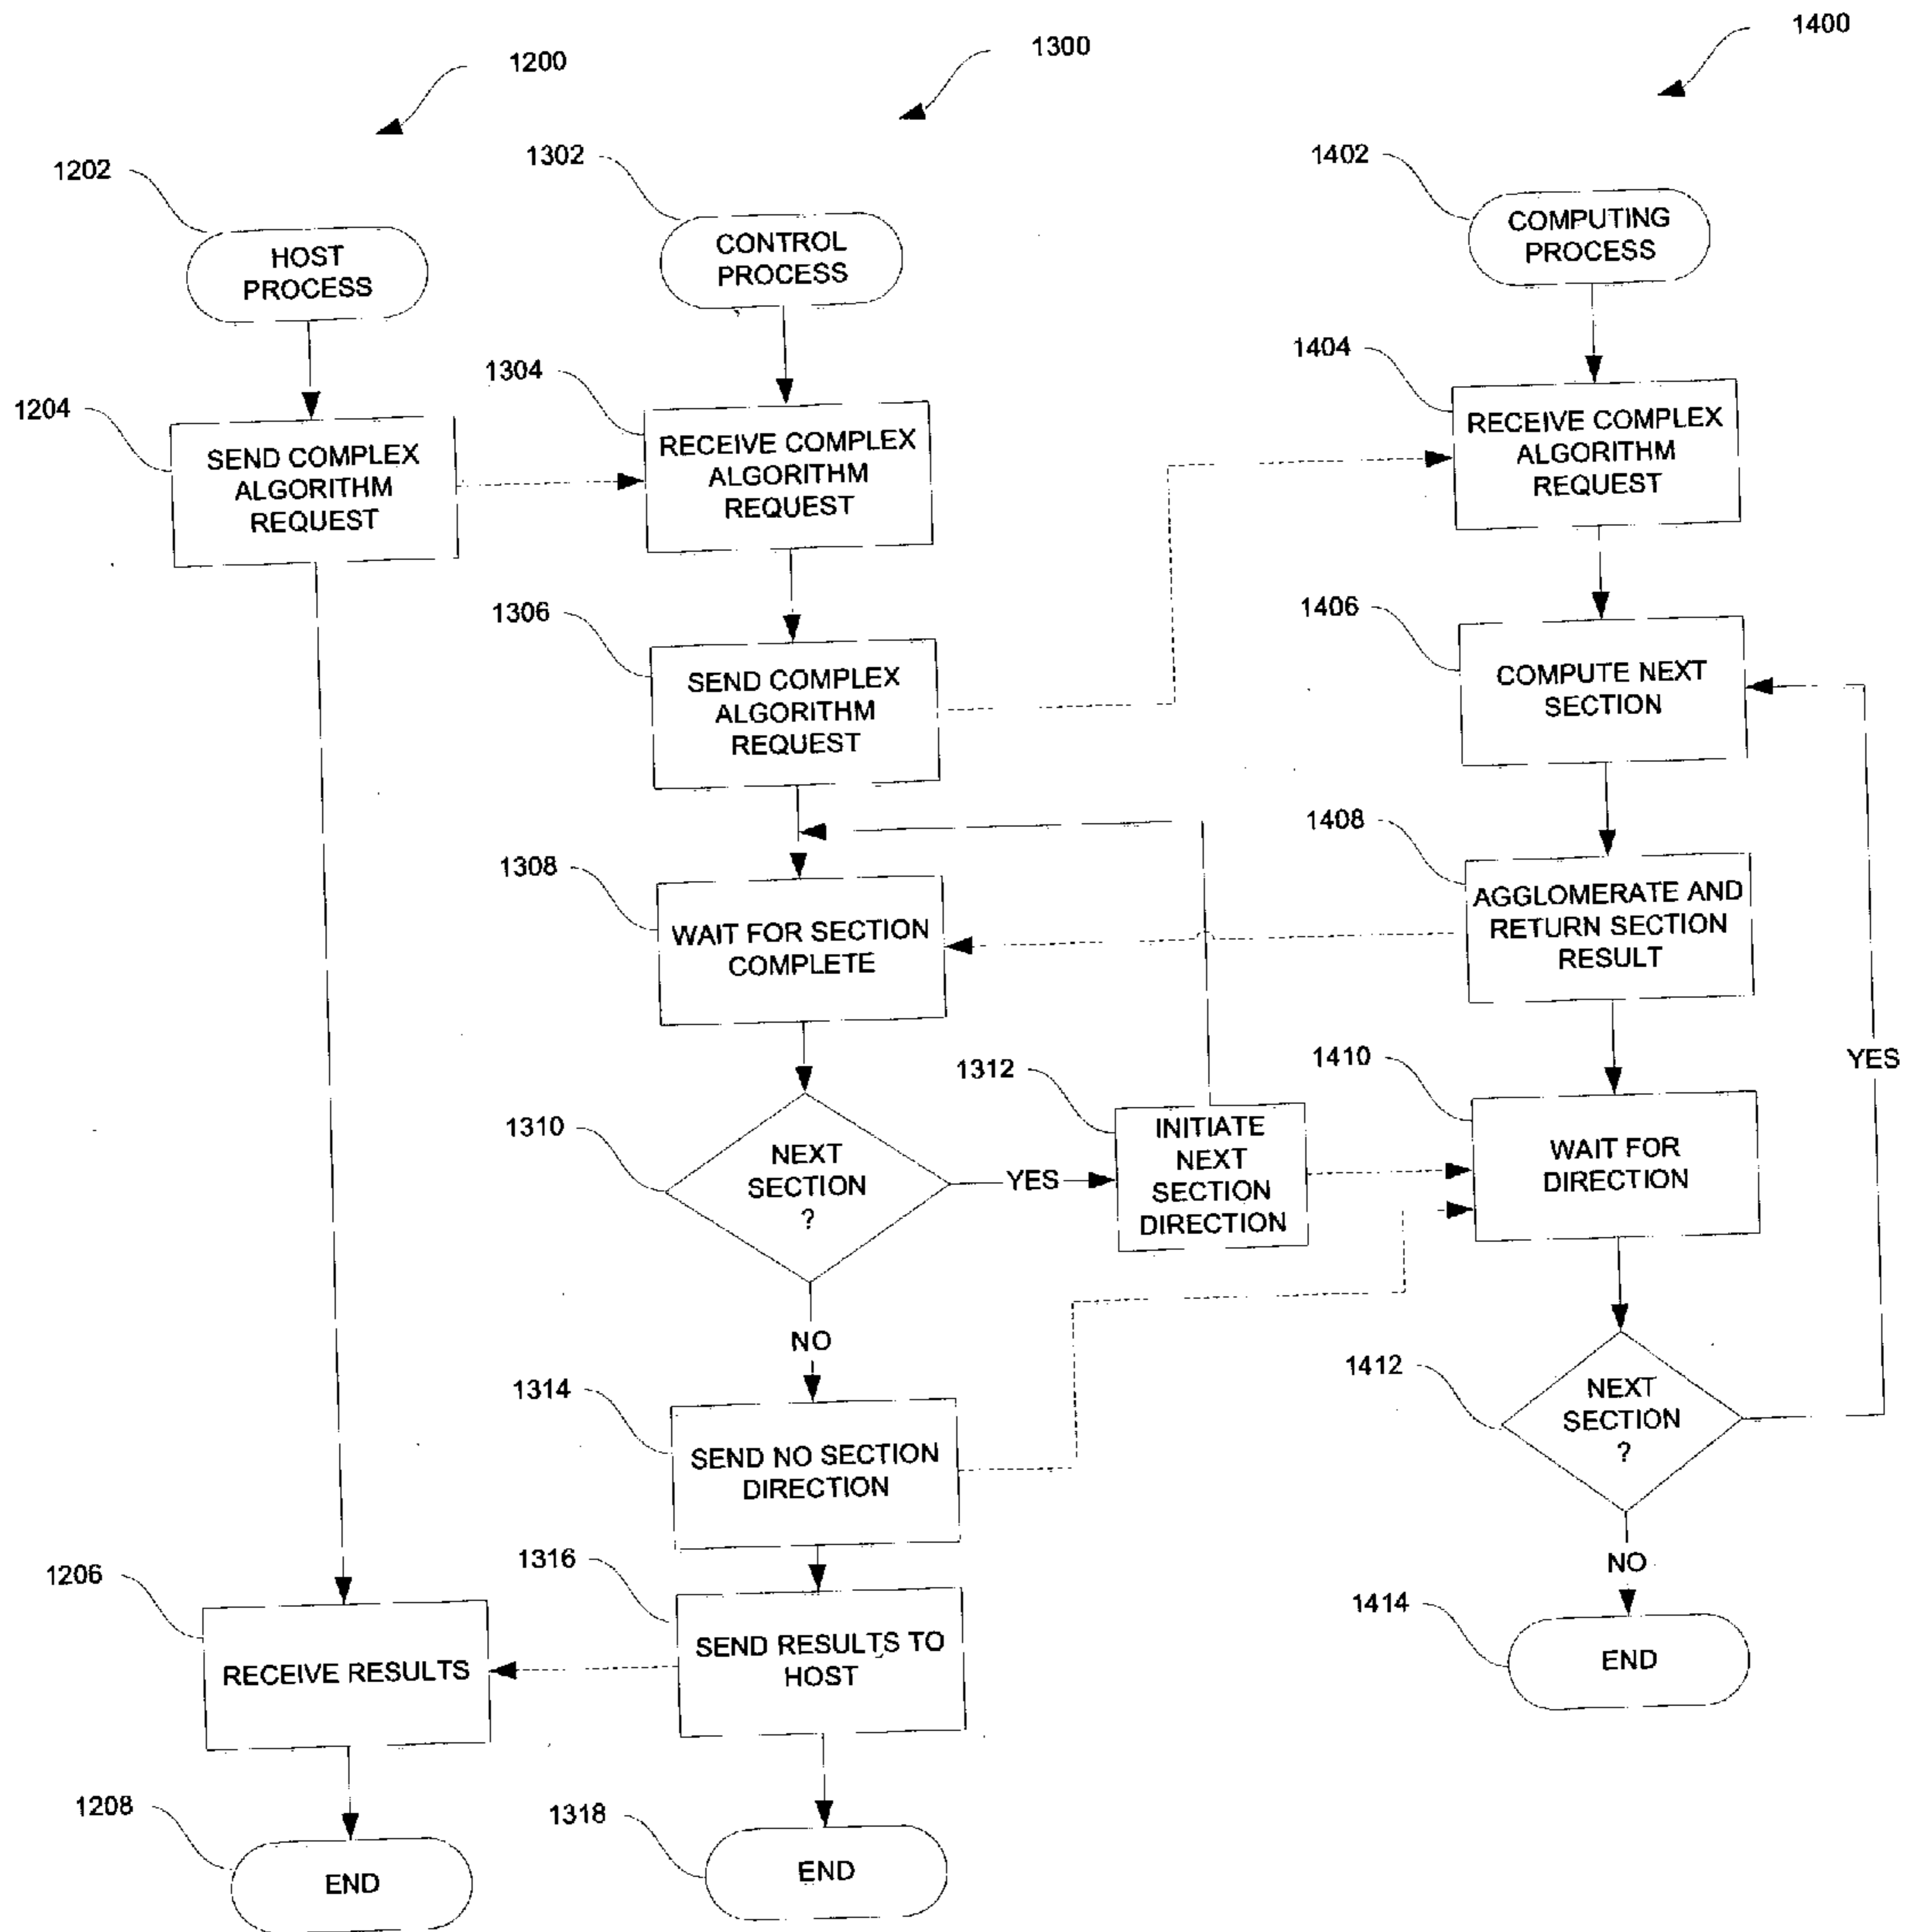 1200
1300
1400
1202
HOST
PROCESS
1204
SEND COMPLEX
ALGORITHM
REQUEST
1206
RECEIVE RESULTS
1208
END
1302
CONTROL
PROCESS
1304
RECEIVE COMPLEX
ALGORITHM
REQUEST
1306
SEND COMPLEX
ALGORITHM
REQUEST
1308
WAIT FOR SECTION
COMPLETE
1310
NEXT
SECTION
?
YES
1312
INITIATE
NEXT
SECTION
DIRECTION
NO
1314
SEND NO SECTION
DIRECTION
1316
SEND RESULTS TO
HOST
1318
END
1402
COMPUTING
PROCESS
1404
RECEIVE COMPLEX
ALGORITHM
REQUEST
1406
COMPUTE NEXT
SECTION
1408
AGGLOMERATE AND
RETURN SECTION
RESULT
1410
WAIT FOR
DIRECTION
1412
NEXT
SECTION
?
YES
NO
1414
END